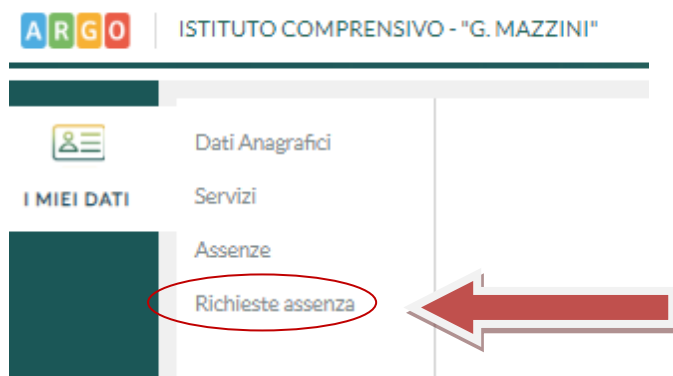 ARGO ISTITUTO COMPRENSIVO - "G. MAZZINI"
I MIEI DATI
Dati Anagrafici
Servizi
Assenze
Richieste assenza